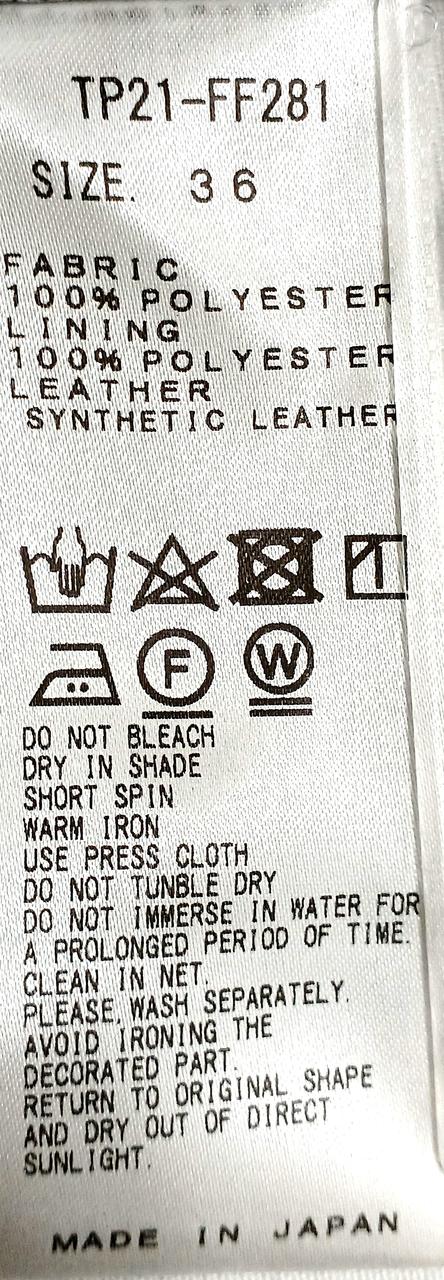 TP21-FF281
SIZE. 36
FABRIC
100% POLYESTER
LINING
100% POLYESTER
LEATHER
SYNTHETIC LEATHER
F W
DO NOT BLEACH
DRY IN SHADE
SHORT SPIN
WARM IRON
USE PRESS CLOTH
DO NOT TUNBLE DRY
DO NOT IMMERSE IN WATER FOR
A PROLONGED PERIOD OF TIME.
CLEAN IN NET.
PLEASE.WASH SEPARATELY.
AVOID IRONING THE
DECORATED PART.
RETURN TO ORIGINAL SHAPE
AND DRY OUT OF DIRECT
SUNLIGHT.
MADE IN JAPAN